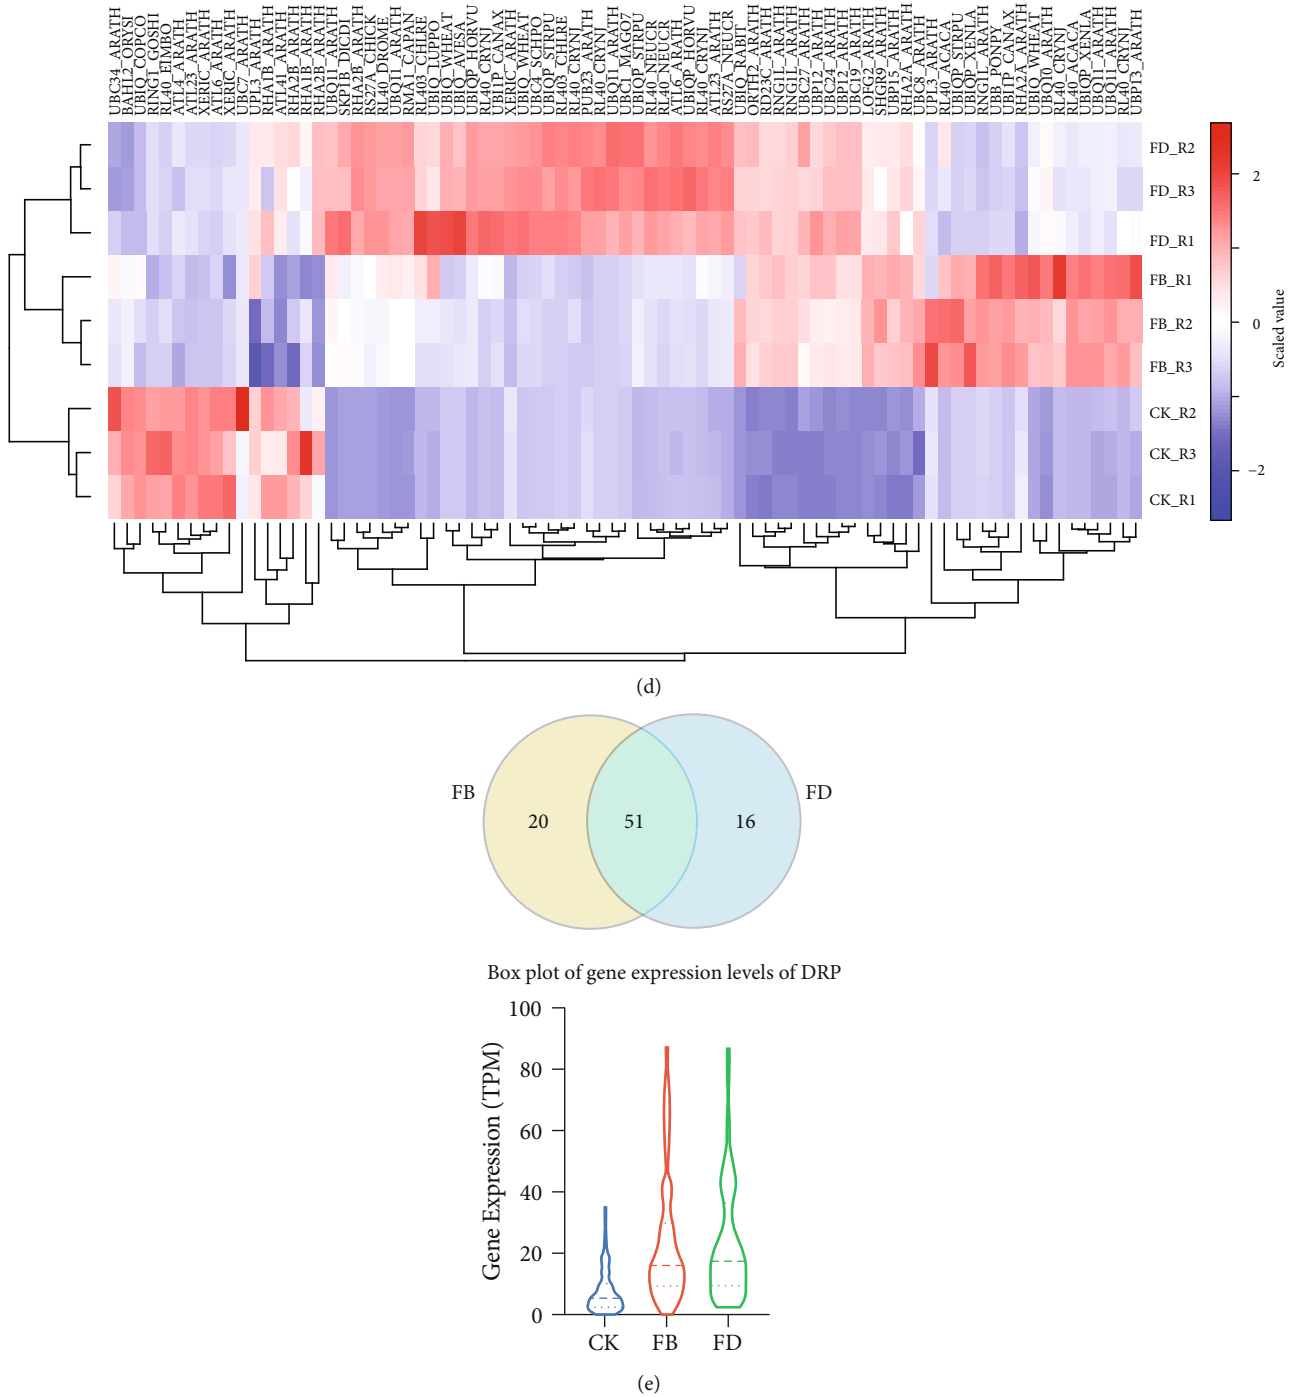 UBC34_ARATH
BAHL2_ORYSI
UBIQ_COPCO
RNG1_GOSHI
RL40_EIMBO
ATL4_ARATH
ATL23_ARATH
XERIC_ARATH
ATL6_ARATH
XERIC_ARATH
UBC7_ARATH
UPL3_ARATH
RHA1B_ARATH
ATL41_ARATH
RHA2B_ARATH
RHA1B_ARATH
RHA2B_ARATH
UBQ11_ARATH
SKP1B_DICDI
RHA2B_ARATH
RS27A_CHICK
RL40_DROME
UBQ11_ARATH
RMA1_CAPAN
RL403_CHLRE
UBIQ_LUPPO
UBIQ_WHEAT
UBIQ_AVESA
UBIQP_HORVU
RL40_CRYNJ
UBI1P_CANAX
XERIC_ARATH
UBIQ_WHEAT
UBC4_SCHPO
UBIQP_STRPU
RL403_CHLRE
RL40_CRYNJ
PUB23_ARATH
RL40_CRYNJ
UBQ11_ARATH
UBC1_MAGO7
UBIQP_STRPU
RL40_NEUCR
RL40_NEUCR
ATL6_ARATH
UBIQP_HORVU
RL40_CRYNJ
ATL23_ARATH
RS27A_NEUCR
UBIQ_RABIT
ORTH2_ARATH
RD23C_ARATH
RNG1L_ARATH
RNG1L_ARATH
UBC27_ARATH
UBP12_ARATH
UBC24_ARATH
UBP12_ARATH
UBC19_ARATH
LOFG2_ARATH
SHGR9_ARATH
UBP15_ARATH
RHA2A_ARATH
UBC8_ARATH
UPL3_ARATH
RL40_ACACA
UBIQP_STRPU
UBIQP_XENLA
RNG1L_ARATH
UBB_PONPY
UBI1P_CANAX
RHA2A_ARATH
UBIQ_WHEAT
UBQ10_ARATH
RL40_CRYNJ
RL40_ACACA
UBIQP_XENLA
UBQ11_ARATH
UBQ11_ARATH
RL40_CRYNJ
UBP13_ARATH
FD_R2
FD_R3
FD_R1
FB_R1
FB_R2
FB_R3
CK_R2
CK_R3
CK_R1
2
0
−2
Scaled value
(d)
FB
FD
20
51
16
Box plot of gene expression levels of DRP
Gene Expression (TPM)
100
80
60
40
20
0
CK
FB
FD
(e)